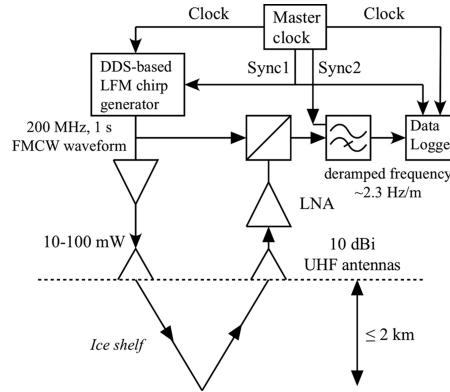 Clock
Master
clock
Clock
Sync1
Sync2
DDS-based
LFM chirp
generator
200 MHz, 1 s
FMCW waveform
Data
Logger
deramped frequency
~2.3 Hz/m
LNA
10-100 mW
10 dBi
UHF antennas
Ice shelf
≤ 2 km